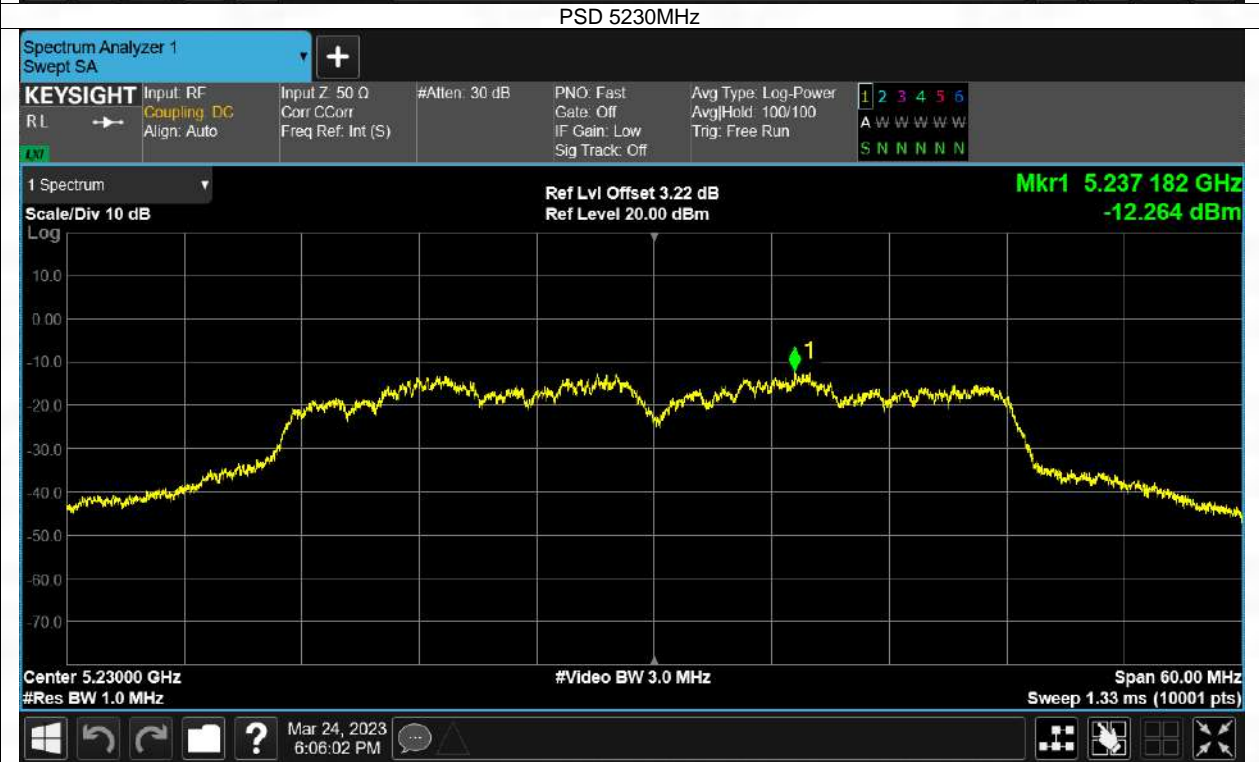 PSD 5230MHz
Spectrum Analyzer 1
Swept SA
+
KEYSIGHT
RL
LXI
Input: RF
Coupling: DC
Align: Auto
Input Z: 50 Ω
Corr CCorr
Freq Ref: Int (S)
#Atten: 30 dB
PNO: Fast
Gate: Off
IF Gain: Low
Sig Track: Off
Avg Type: Log-Power
Avg|Hold: 100/100
Trig: Free Run
1 2 3 4 5 6
A W W W W W
S N N N N N
1 Spectrum
Scale/Div 10 dB
Log
Ref Lvl Offset 3.22 dB
Ref Level 20.00 dBm
Mkr1 5.237 182 GHz
-12.264 dBm
10.0
0.00
-10.0
-20.0
-30.0
-40.0
-50.0
-60.0
-70.0
1
Center 5.23000 GHz
#Res BW 1.0 MHz
#Video BW 3.0 MHz
Span 60.00 MHz
Sweep 1.33 ms (10001 pts)
?
Mar 24, 2023
6:06:02 PM